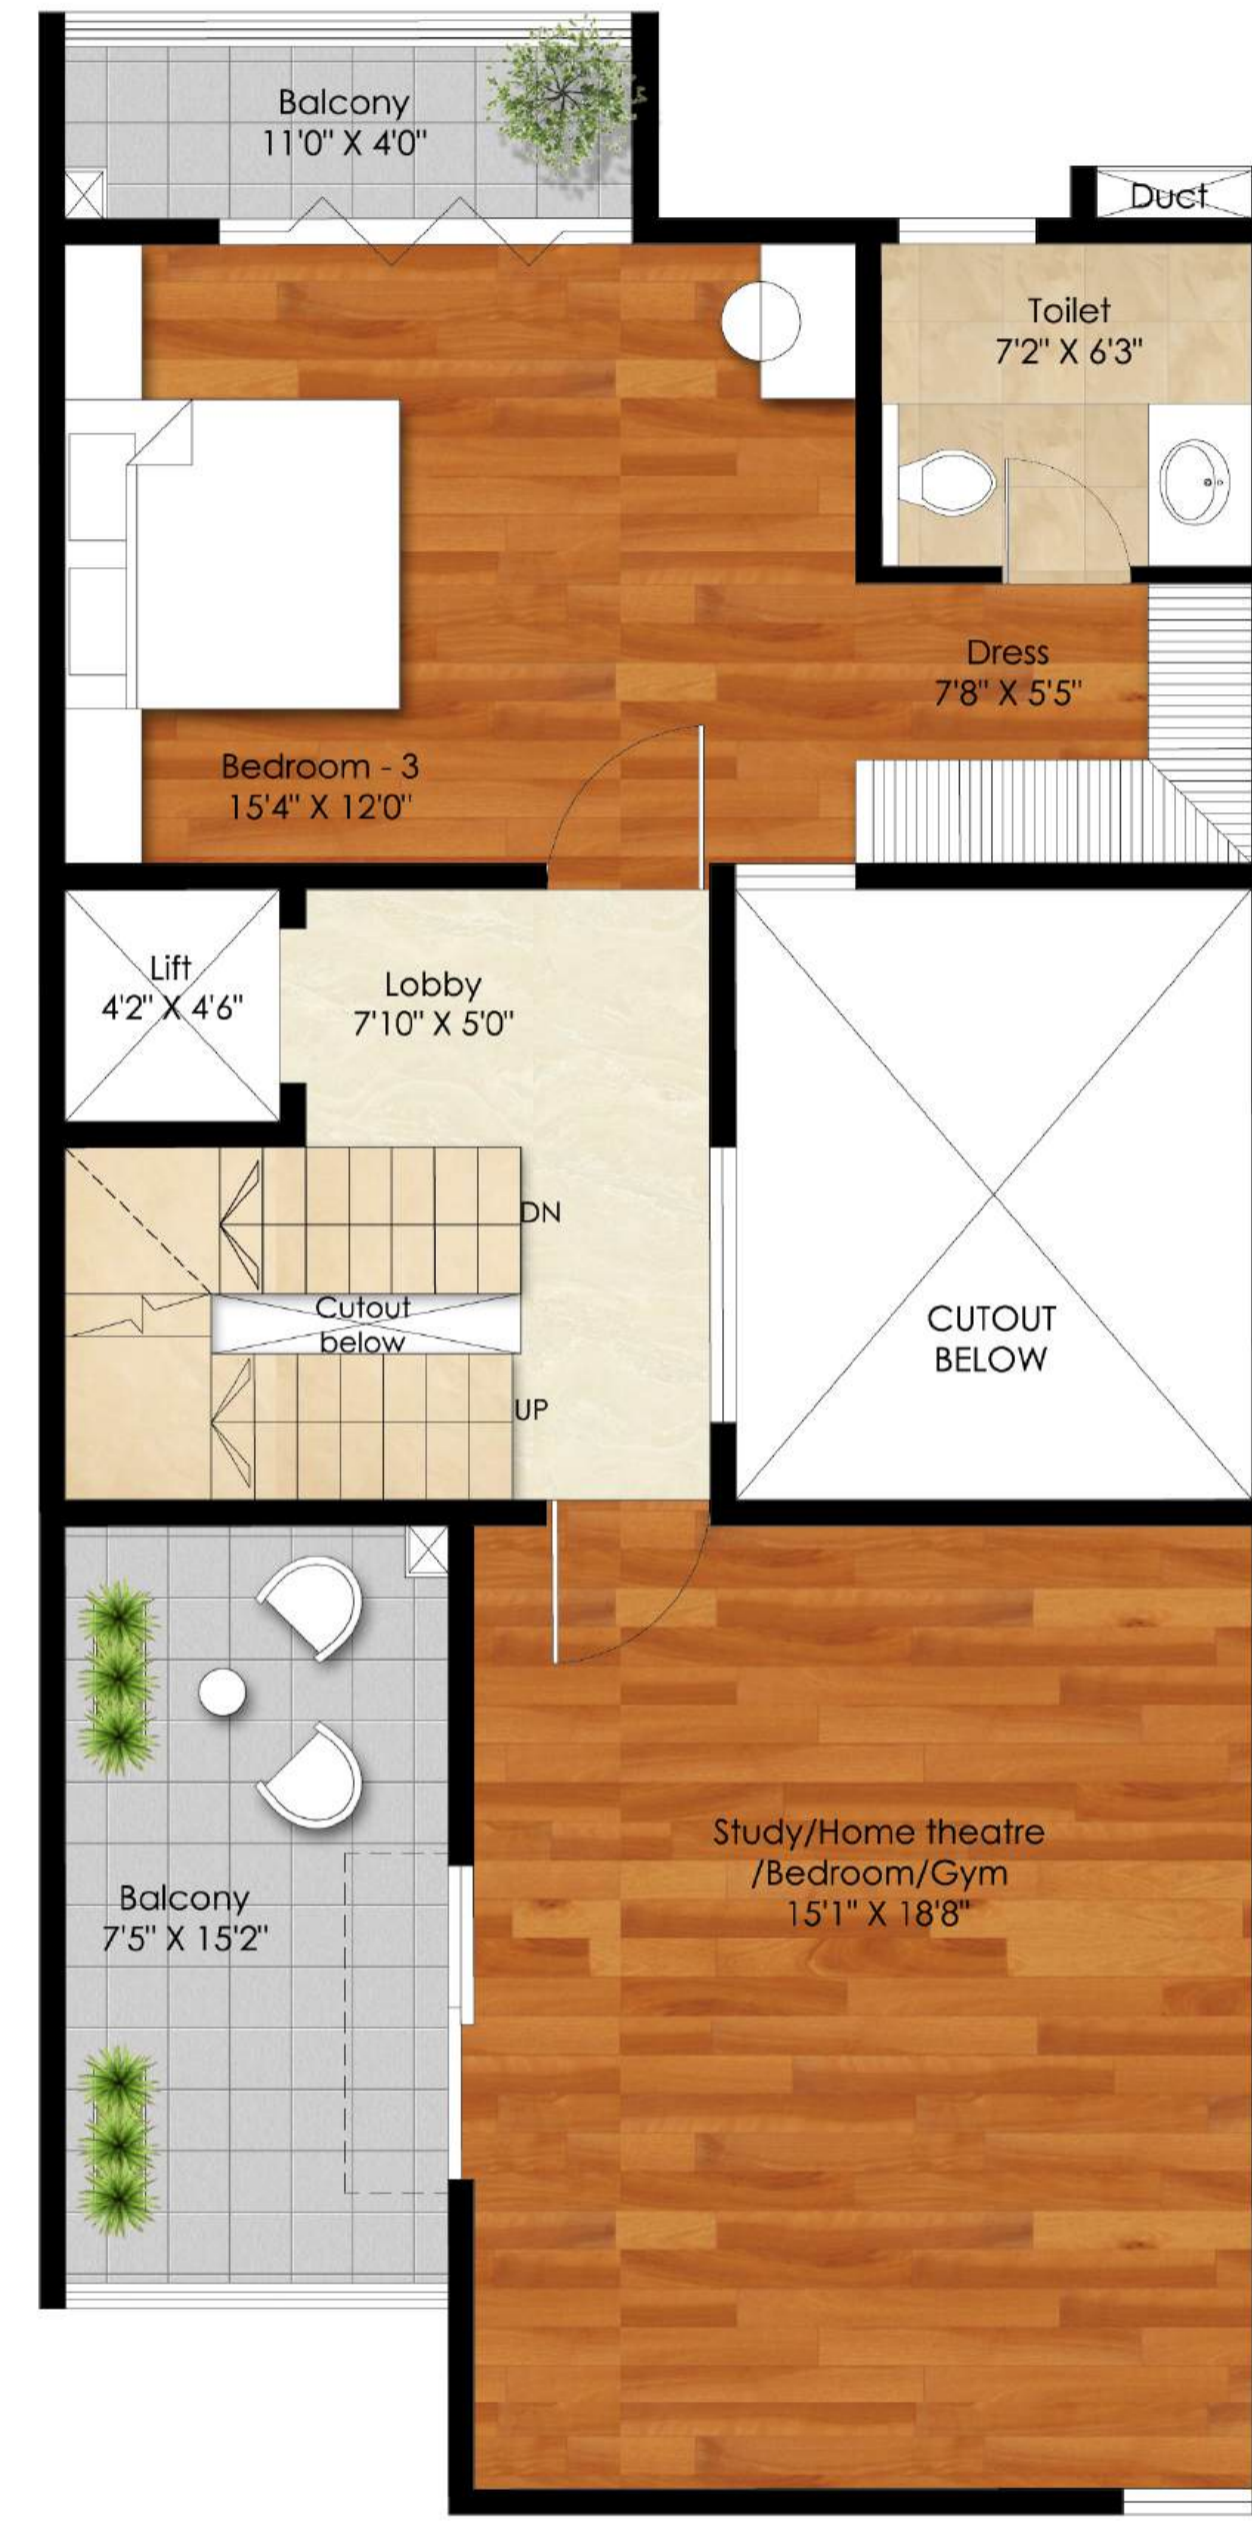 Balcony
11'0" X 4'0"
Duct
Toilet
7'2" X 6'3"
Dress
7'8" X 5'5"
Bedroom - 3
15'4" X 12'0"
Lift
4'2" X 4'6"
Lobby
7'10" X 5'0"
DN
Cutout
below
UP
CUTOUT
BELOW
Study/Home theatre
/Bedroom/Gym
15'1" X 18'8"
Balcony
7'5" X 15'2"